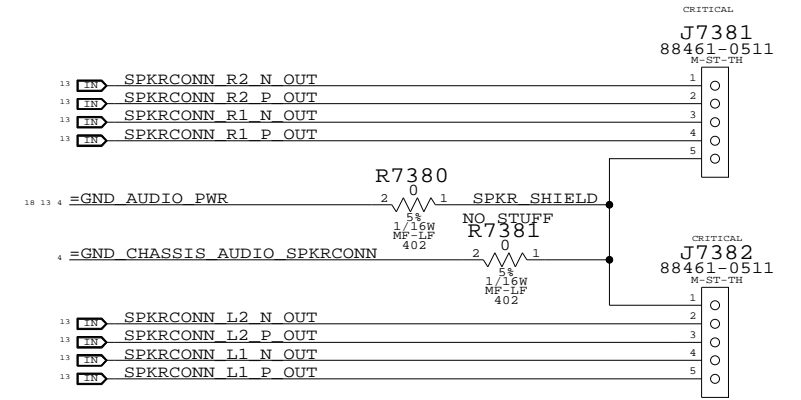 CRITICAL
J7381
88461-0511
M-ST-TH
13 IN SPKRCONN_R2_N_OUT 1
13 IN SPKRCONN_R2_P_OUT 2
13 IN SPKRCONN_R1_N_OUT 3
13 IN SPKRCONN_R1_P_OUT 4
5
R7380
0
18 13 4 =GND_AUDIO_PWR 2 1 SPKR_SHIELD
5%
1/16W
MF-LF
402
NO STUFF
R7381
0
4 =GND_CHASSIS_AUDIO_SPKRCONN 2 1
5%
1/16W
MF-LF
402
CRITICAL
J7382
88461-0511
M-ST-TH
1
13 IN SPKRCONN_L2_N_OUT 2
13 IN SPKRCONN_L2_P_OUT 3
13 IN SPKRCONN_L1_N_OUT 4
13 IN SPKRCONN_L1_P_OUT 5